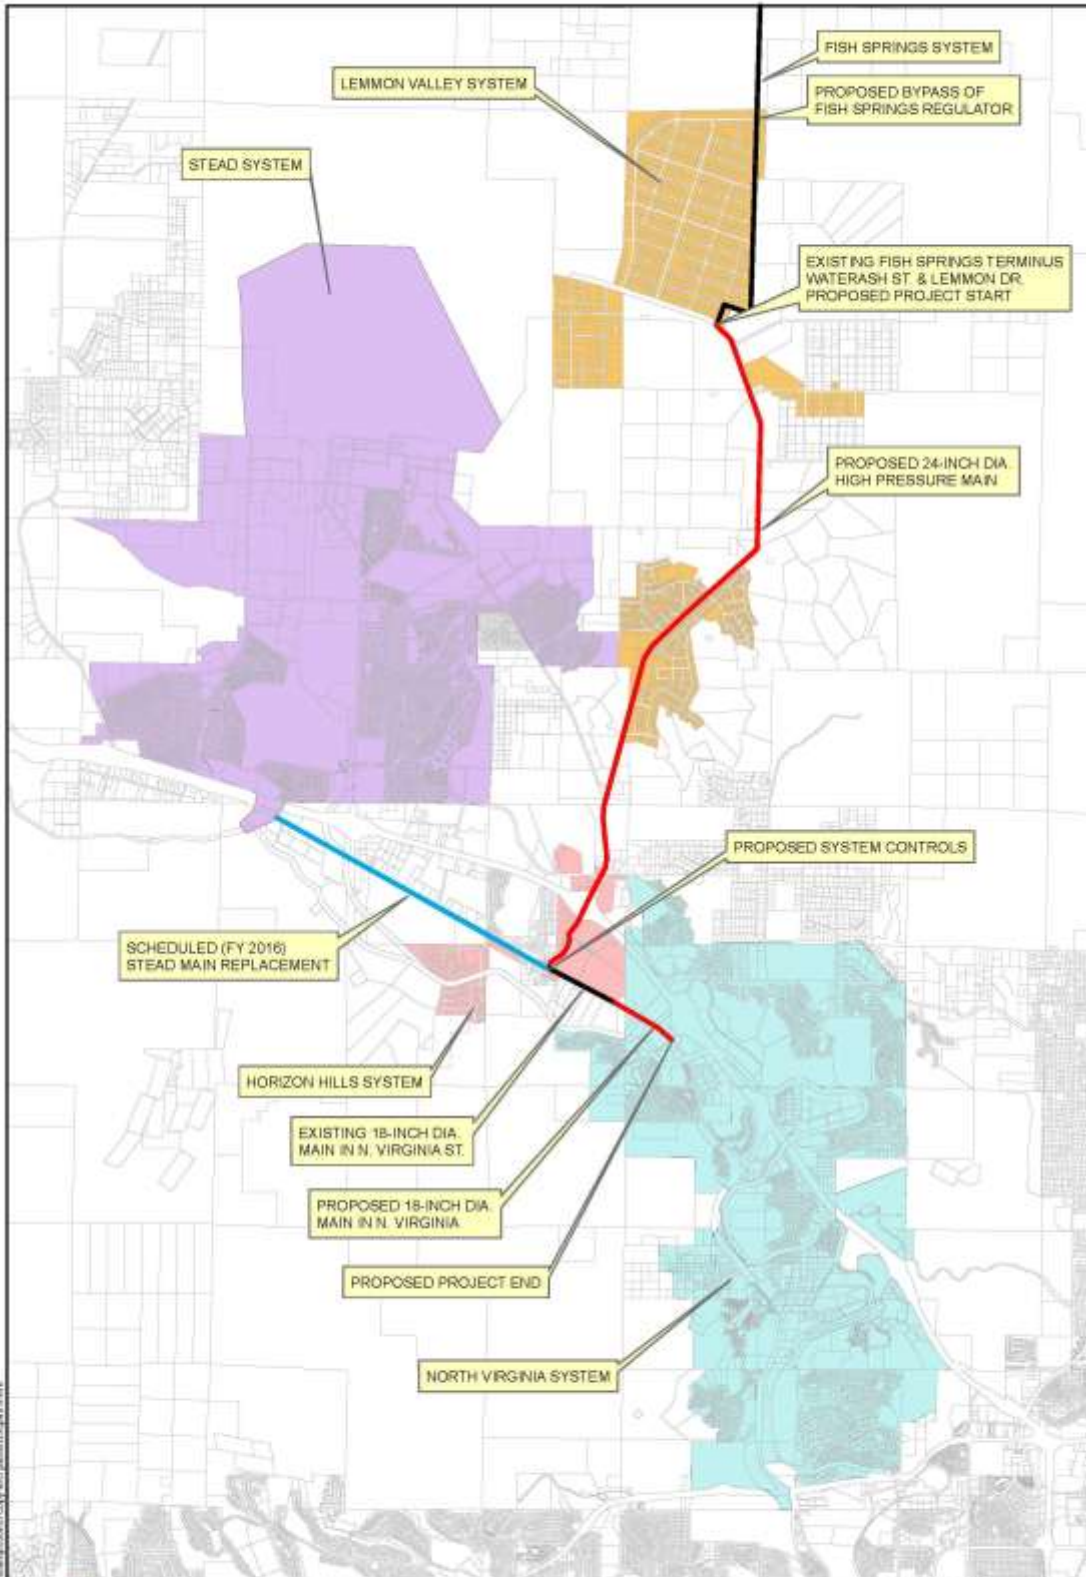 FISH SPRINGS SYSTEM
LEMMON VALLEY SYSTEM
PROPOSED BYPASS OF
FISH SPRINGS REGULATOR
STEAD SYSTEM
EXISTING FISH SPRINGS TERMINUS
WATERASH ST. & LEMMON DR.
PROPOSED PROJECT START
PROPOSED 24-INCH DIA.
HIGH PRESSURE MAIN
PROPOSED SYSTEM CONTROLS
SCHEDULED (FY 2016)
STEAD MAIN REPLACEMENT
HORIZON HILLS SYSTEM
EXISTING 18-INCH DIA.
MAIN IN N. VIRGINIA ST.
PROPOSED 18-INCH DIA.
MAIN IN N. VIRGINIA
PROPOSED PROJECT END
NORTH VIRGINIA SYSTEM